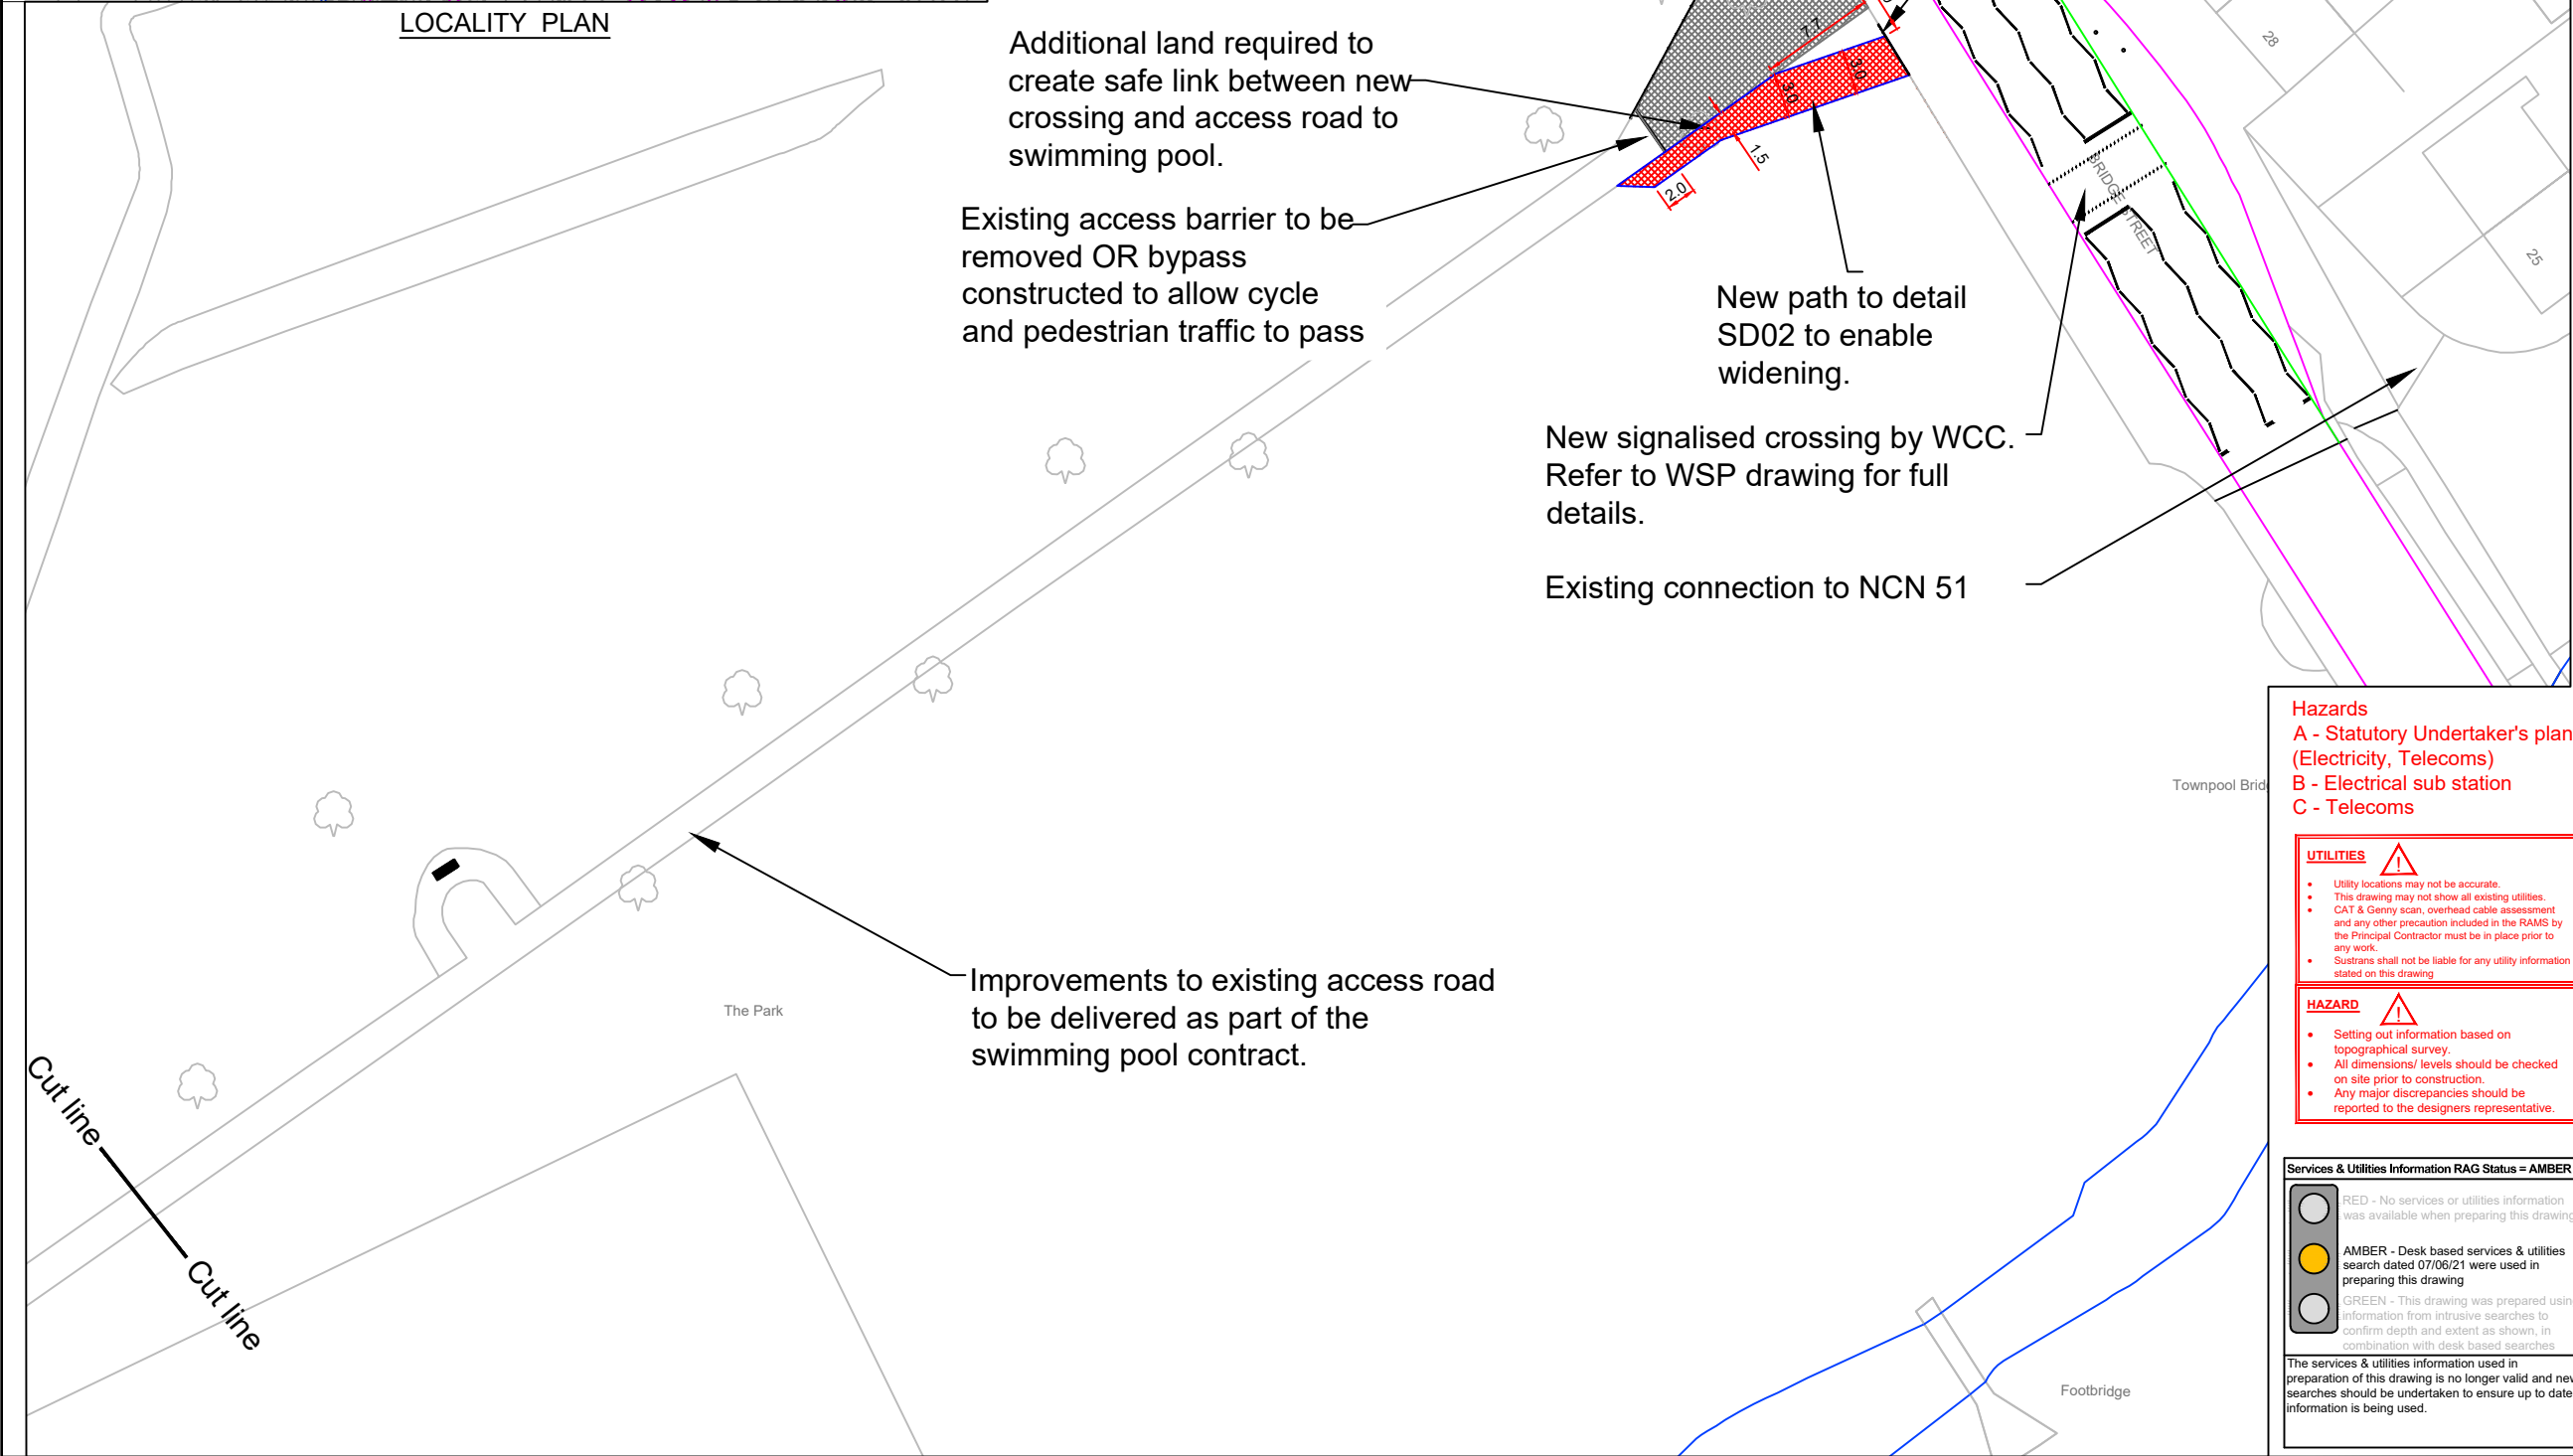 LOCALITY PLAN
Additional land required to
create safe link between new
crossing and access road to
swimming pool.
Existing access barrier to be
removed OR bypass
constructed to allow cycle
and pedestrian traffic to pass
7.7
3.0
3.0
1.5
2.0
28
25
BRIDGE STREET
New path to detail
SD02 to enable
widening.
New signalised crossing by WCC.
Refer to WSP drawing for full
details.
Existing connection to NCN 51
Improvements to existing access road
to be delivered as part of the
swimming pool contract.
The Park
Cut line
Cut line
Footbridge
Townpool
Hazards
A - Statutory Undertaker's plan
(Electricity, Telecoms)
B - Electrical sub station
C - Telecoms
UTILITIES
!
• Utility locations may not be accurate.
• This drawing may not show all existing utilities.
• CAT & Genny scan, overhead cable assessment
and any other precaution included in the RAMS by
the Principal Contractor must be in place prior to
any work.
• Sustrans shall not be liable for any utility information
stated on this drawing
HAZARD
!
• Setting out information based on
topographical survey.
• All dimensions/ levels should be checked
on site prior to construction.
• Any major discrepancies should be
reported to the designers representative.
Services & Utilities Information RAG Status = AMBER
RED - No services or utilities information
was available when preparing this drawing
AMBER - Desk based services & utilities
search dated 07/06/21 were used in
preparing this drawing
GREEN - This drawing was prepared usin
information from intrusive searches to
confirm depth and extent as shown, in
combination with desk based searches
The services & utilities information used in
preparation of this drawing is no longer valid and new
searches should be undertaken to ensure up to date
information is being used.